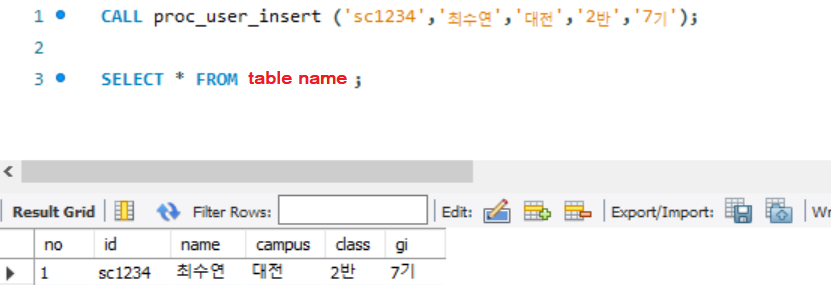 1 CALL proc_user_insert ('sc1234','최수연','대전','2반','7기');
2
3 SELECT * FROM table name ;
Result Grid Filter Rows: Edit: Export/Import: Wr
no id name campus class gi
1 sc1234 최수연 대전 2반 7기